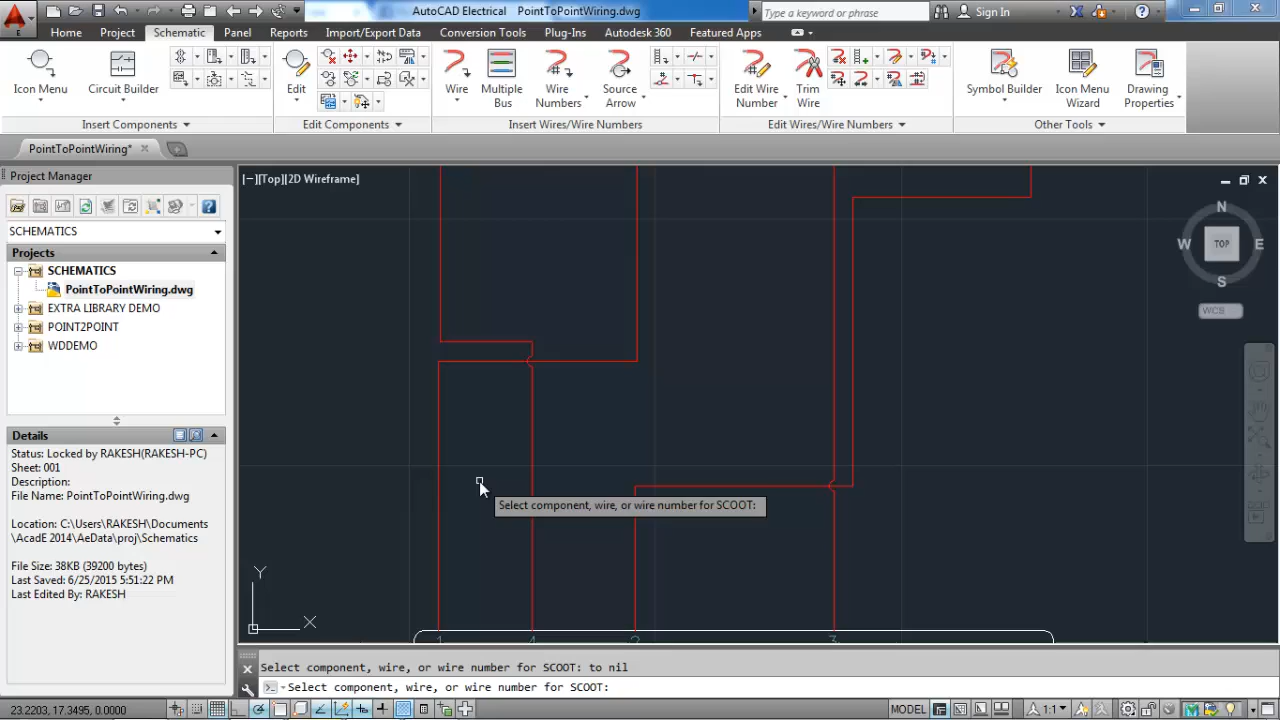 AutoCAD Electrical PointToPointWiring.dwg
Type a keyword or phrase
Sign In
Home Project Schematic Panel Reports Import/Export Data Conversion Tools Plug-Ins Autodesk 360 Featured Apps
Icon Menu
Circuit Builder
Edit
Wire
Multiple Bus
Wire Numbers
Source Arrow
Edit Wire Number
Trim Wire
Symbol Builder
Icon Menu Wizard
Drawing Properties
Insert Components
Edit Components
Insert Wires/Wire Numbers
Edit Wires/Wire Numbers
Other Tools
PointToPointWiring*
Project Manager
SCHEMATICS
Projects
SCHEMATICS
PointToPointWiring.dwg
EXTRA LIBRARY DEMO
POINT2POINT
WDDEMO
Details
Status: Locked by RAKESH(RAKESH-PC)
Sheet: 001
Description:
File Name: PointToPointWiring.dwg
Location: C:\Users\RAKESH\Documents
\AcadE 2014\AeData\proj\Schematics
File Size: 38KB (39200 bytes)
Last Saved: 6/25/2015 5:51:22 PM
Last Edited By: RAKESH
[−][Top][2D Wireframe]
N
W TOP E
S
WCS
Select component, wire, or wire number for SCOOT:
Y
X
1 4 2 3
Select component, wire, or wire number for SCOOT: to nil
Select component, wire, or wire number for SCOOT:
23.2203, 17.3495, 0.0000
MODEL
1:1